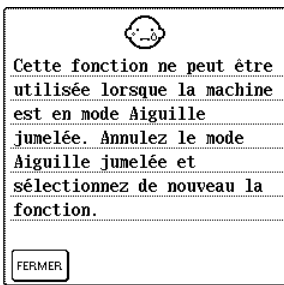 Cette fonction ne peut être
utilisée lorsque la machine
est en mode Aiguille
jumelée. Annulez le mode
Aiguille jumelée et
sélectionnez de nouveau la
fonction.
FERMER